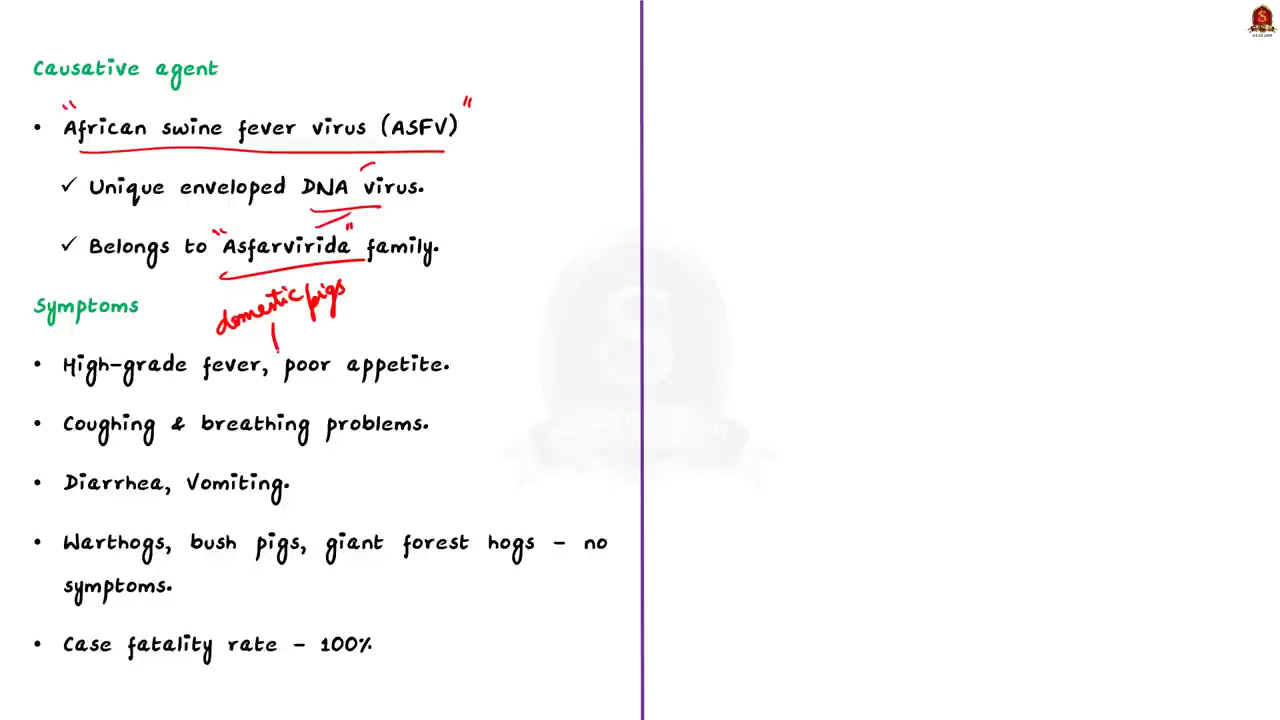 Causative agent
• "African swine fever virus (ASFV)"
✓ Unique enveloped DNA virus.
✓ Belongs to "Asfarvirida" family.
domestic pigs
Symptoms
• High-grade fever, poor appetite.
• Coughing & breathing problems.
• Diarrhea, Vomiting.
• Warthogs, bush pigs, giant forest hogs - no
symptoms.
• Case fatality rate - 100%